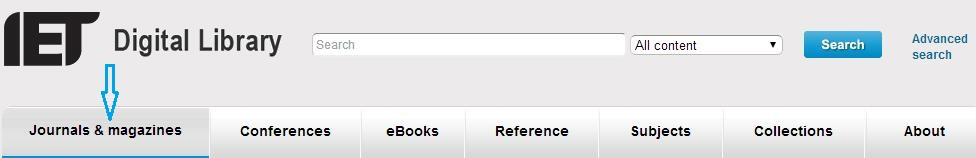 IET Digital Library
Search
All content
Search
Advanced
search
Journals & magazines
Conferences
eBooks
Reference
Subjects
Collections
About